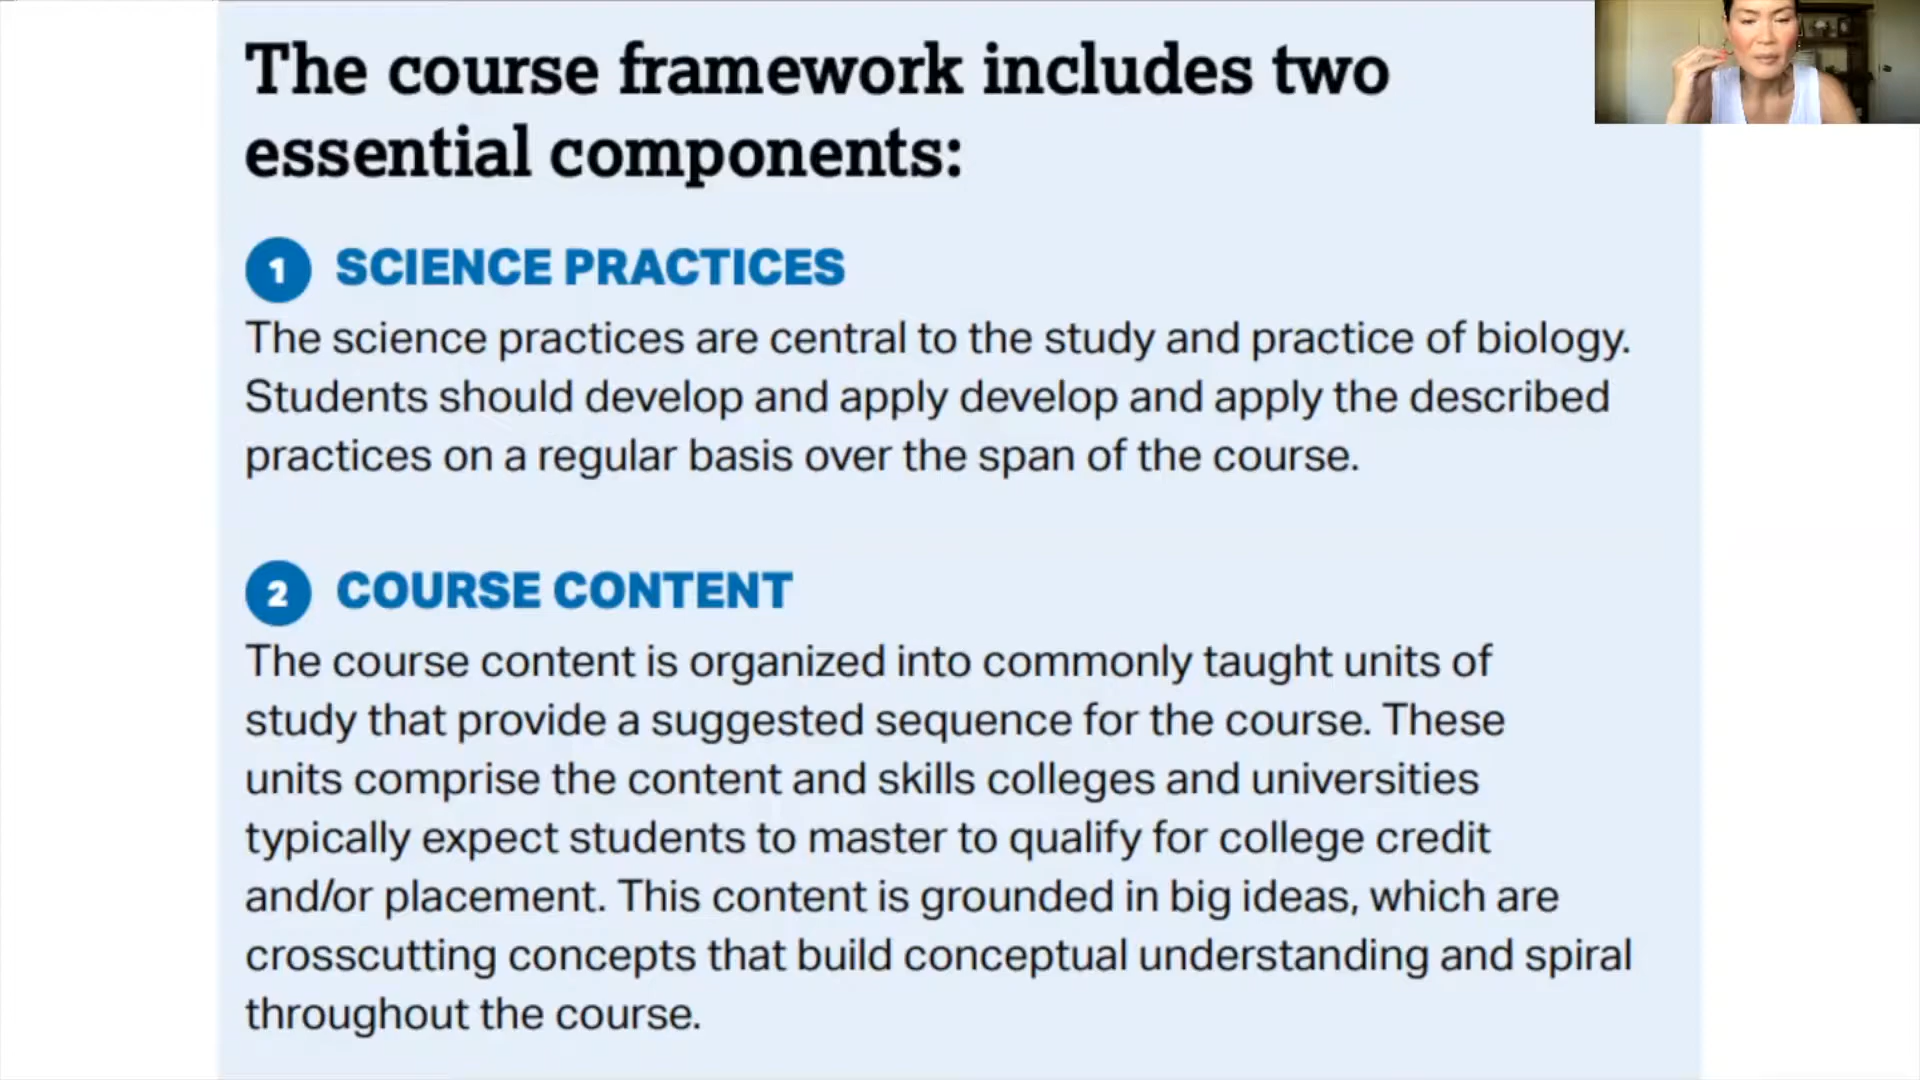 The course framework includes two
essential components:
1 SCIENCE PRACTICES
The science practices are central to the study and practice of biology.
Students should develop and apply develop and apply the described
practices on a regular basis over the span of the course.
2 COURSE CONTENT
The course content is organized into commonly taught units of
study that provide a suggested sequence for the course. These
units comprise the content and skills colleges and universities
typically expect students to master to qualify for college credit
and/or placement. This content is grounded in big ideas, which are
crosscutting concepts that build conceptual understanding and spiral
throughout the course.